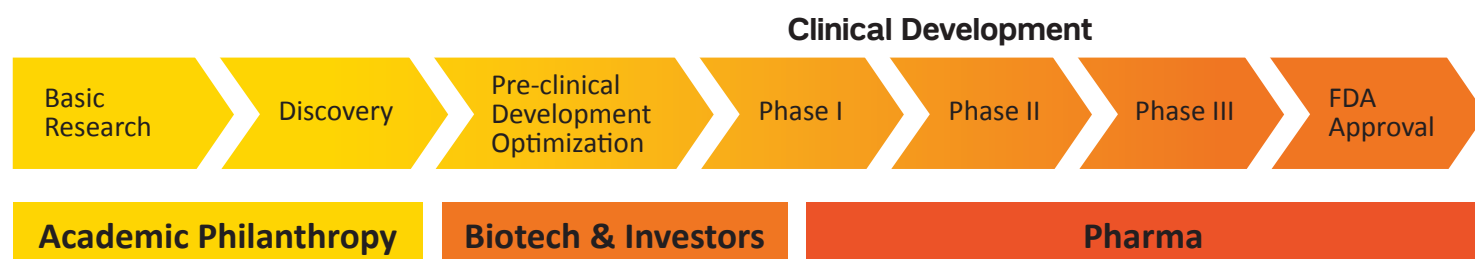 Clinical Development
Basic
Research
Discovery
Pre-clinical
Development
Optimization
Phase I
Phase II
Phase III
FDA
Approval
Academic Philanthropy
Biotech & Investors
Pharma